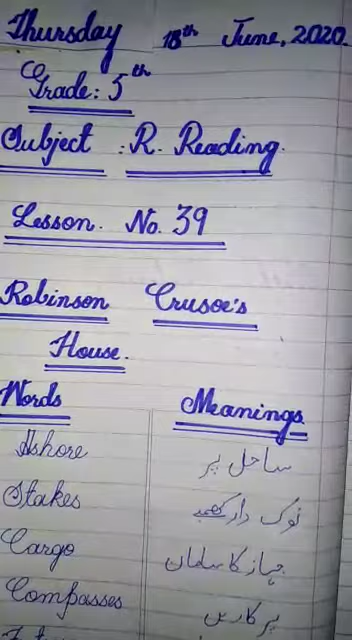 Thursday 18th June, 2020.
Grade: 5th
Subject : R. Reading.
Lesson. No. 39
Robinson Crusoe's
House.
Words Meanings
Ashore ساحل پر
Stakes نوک دار کھمبے
Cargo جہاز کا سامان
Compasses پرکاریں